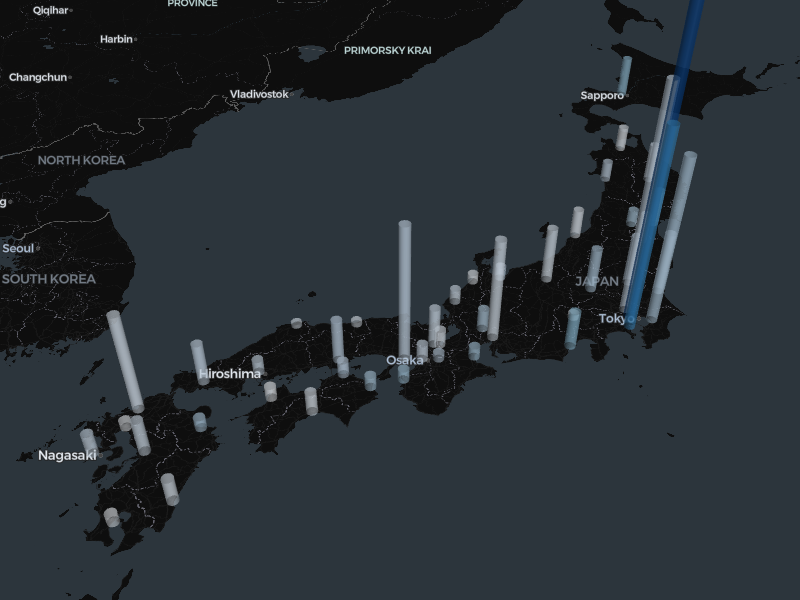 PROVINCE
Qiqihar
Harbin
PRIMORSKY KRAI
Changchun
Vladivostok
Sapporo
NORTH KOREA
g
Seoul
SOUTH KOREA
JAPAN
Tokyo
Osaka
Hiroshima
Nagasaki